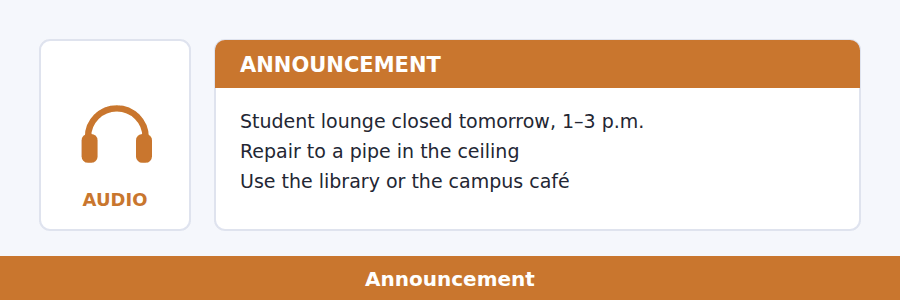 AUDIO
ANNOUNCEMENT
Student lounge closed tomorrow, 1–3 p.m.
Repair to a pipe in the ceiling
Use the library or the campus café
Announcement